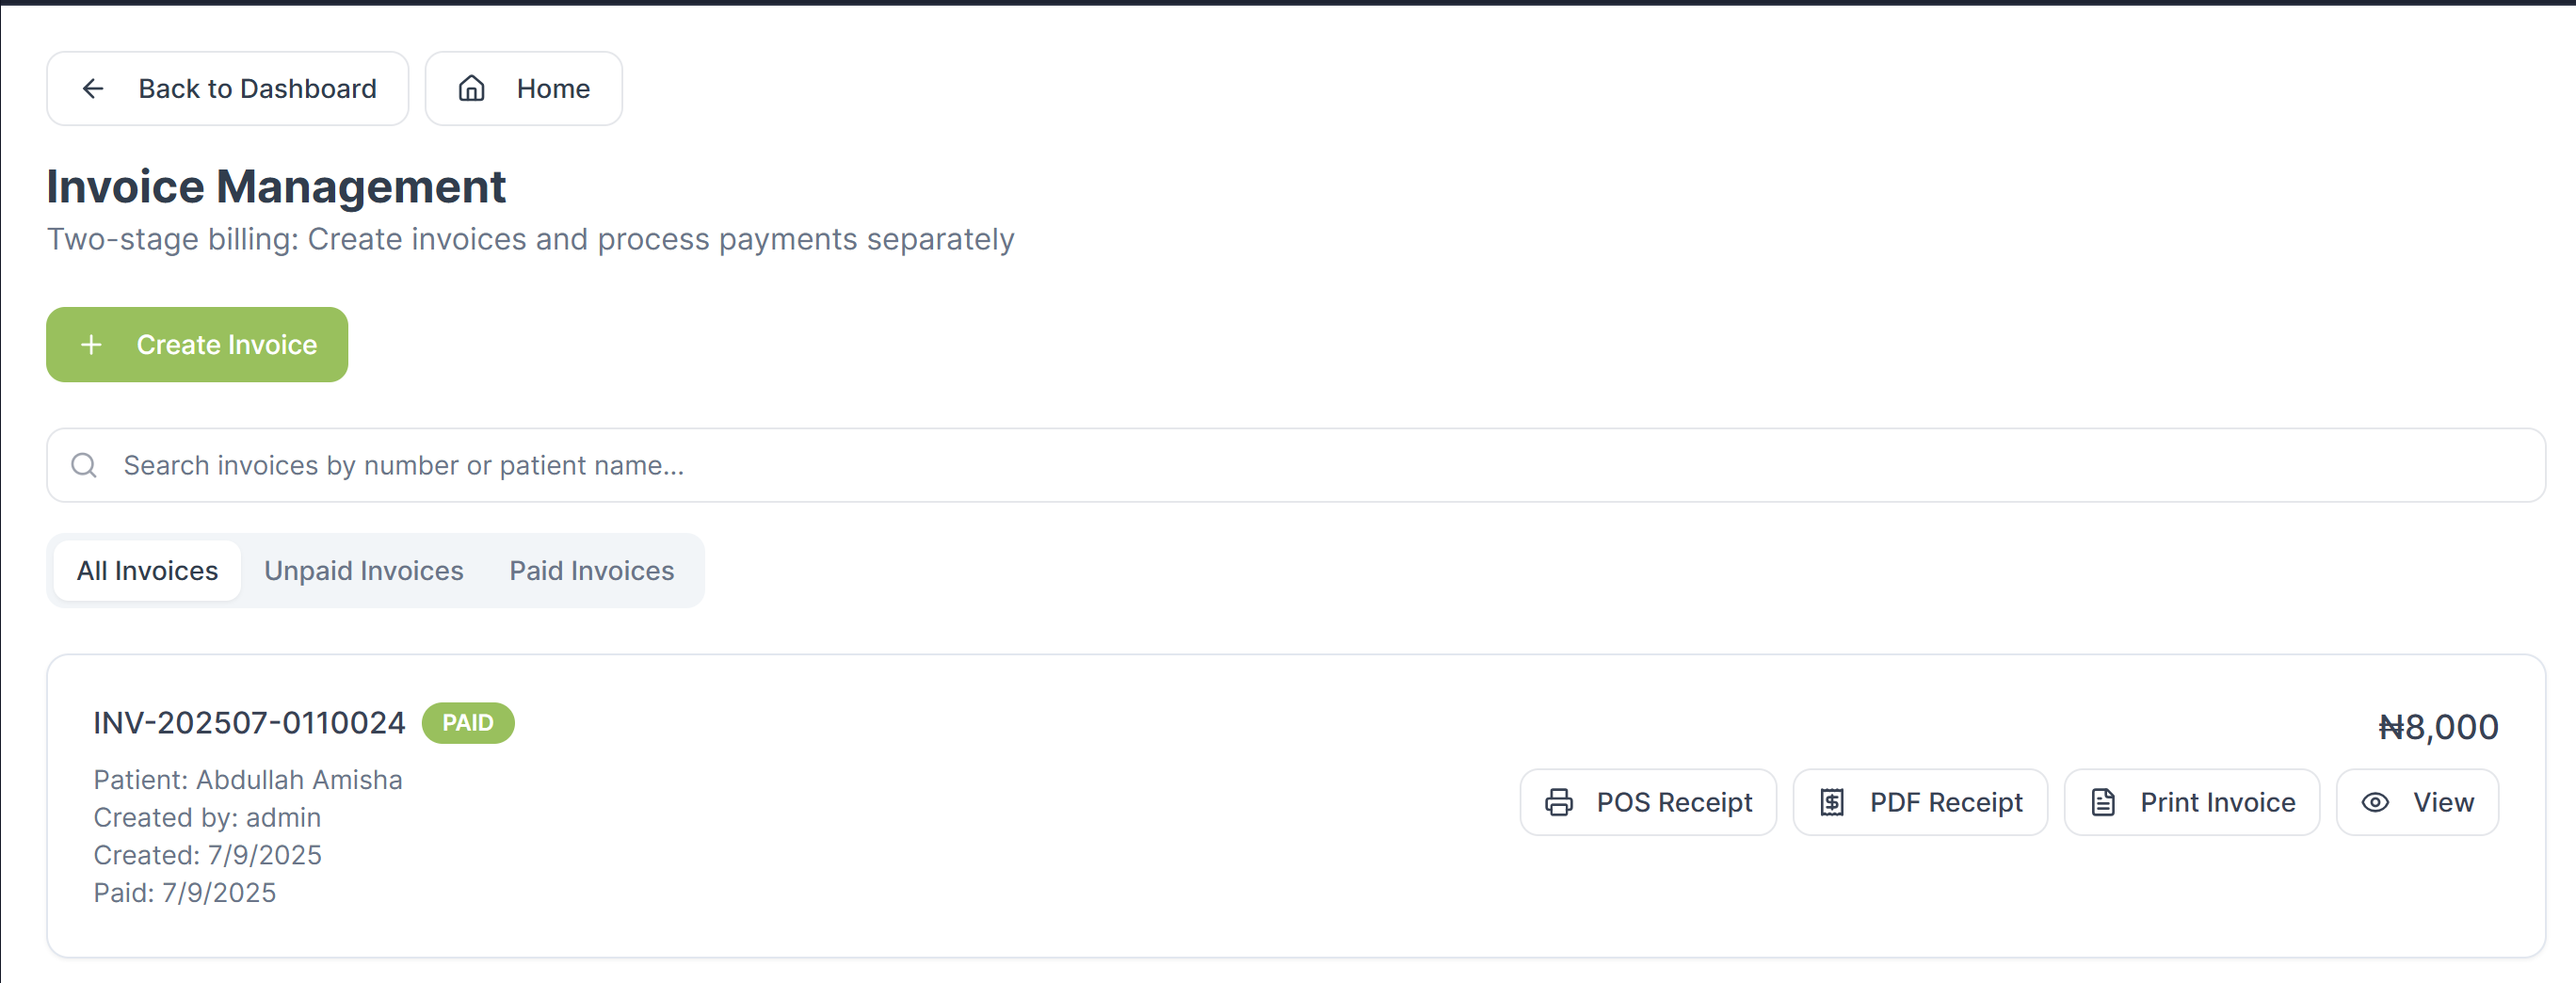 Back to Dashboard
Home
Invoice Management
Two-stage billing: Create invoices and process payments separately
Create Invoice
Search invoices by number or patient name...
All Invoices
Unpaid Invoices
Paid Invoices
INV-202507-0110024
PAID
₦8,000
Patient: Abdullah Amisha
Created by: admin
Created: 7/9/2025
Paid: 7/9/2025
POS Receipt
PDF Receipt
Print Invoice
View